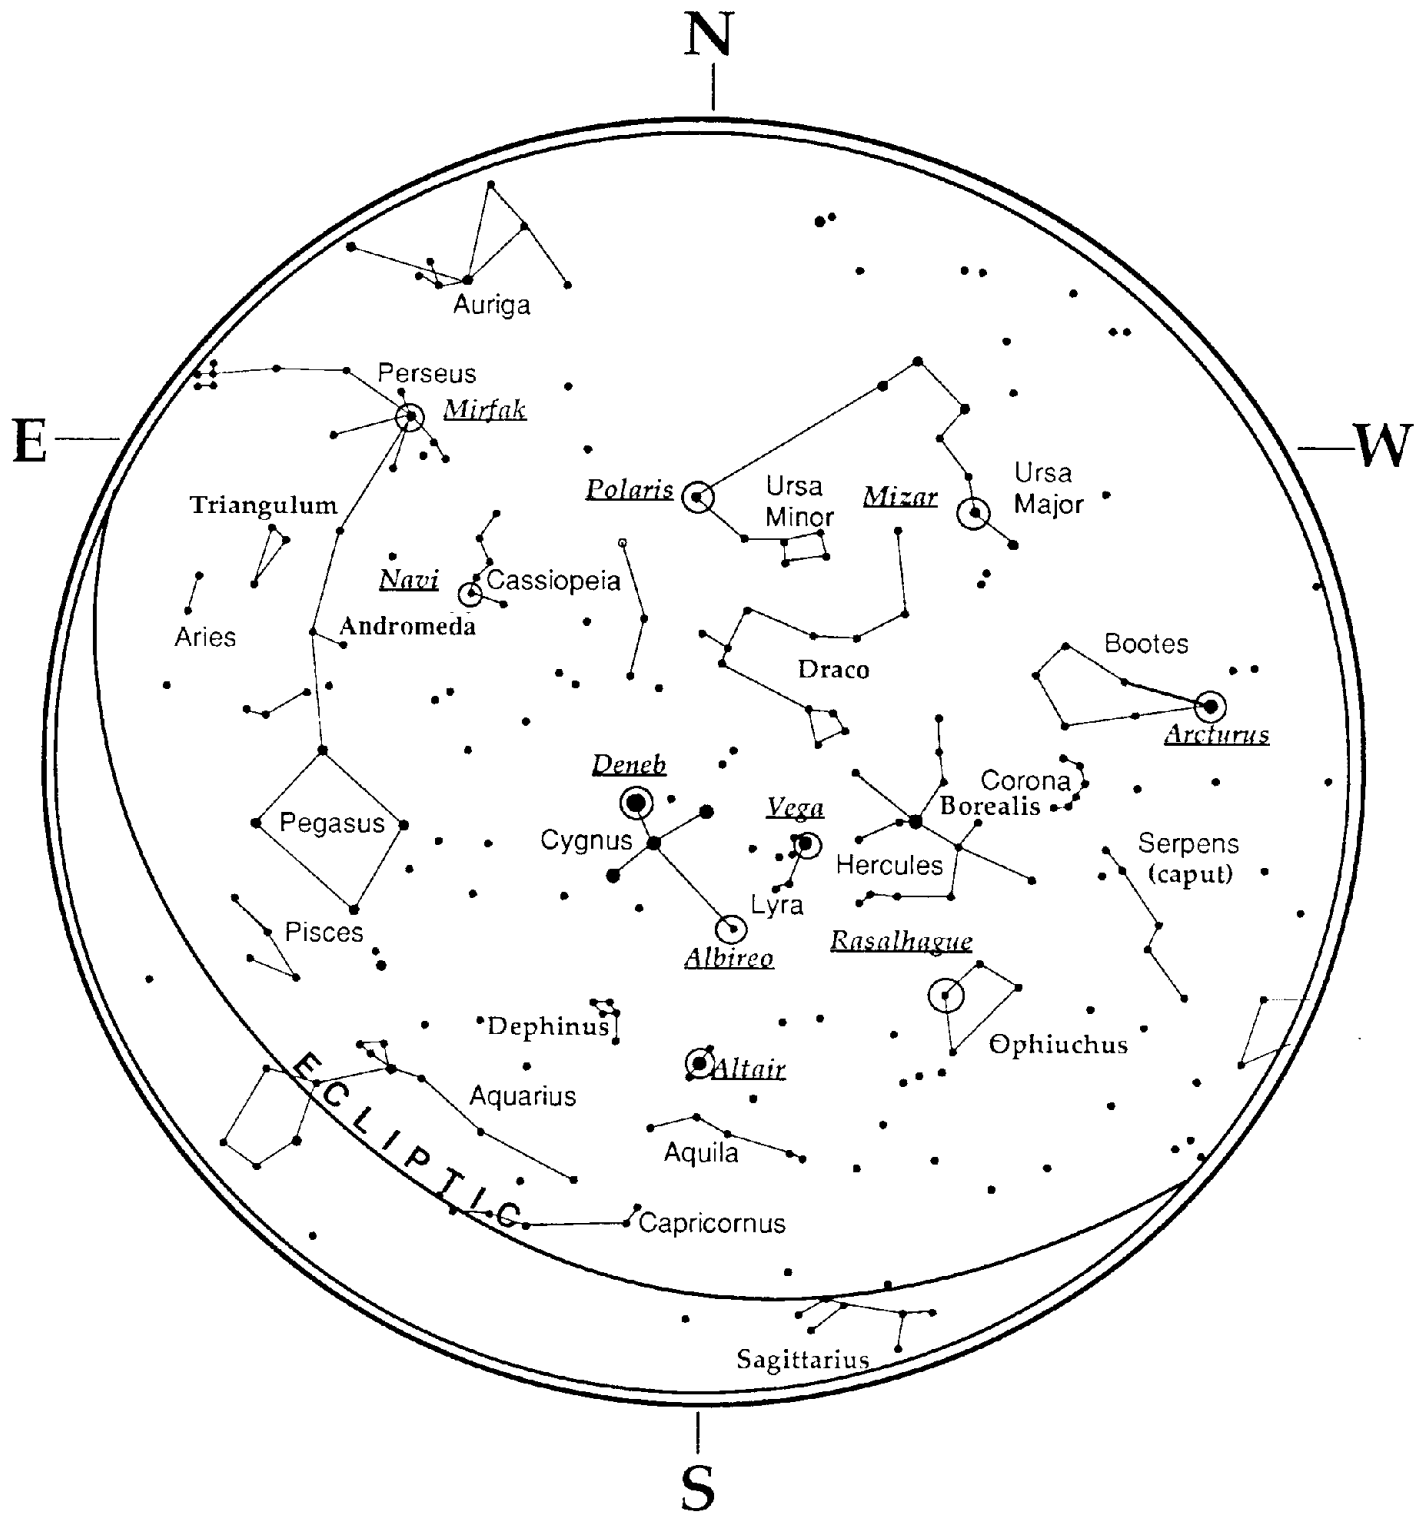 N
Auriga
Perseus
Mirfak
E
W
Polaris
Ursa
Minor
Mizar
Ursa
Major
Triangulum
Navi
Cassiopeia
Aries
Andromeda
Draco
Bootes
Arcturus
Deneb
Vega
Corona
Borealis
Pegasus
Cygnus
Hercules
Serpens
(caput)
Lyra
Pisces
Albireo
Rasalhague
Dephinus
Ophiuchus
Altair
ECLIPTIC
Aquarius
Aquila
Capricornus
Sagittarius
S